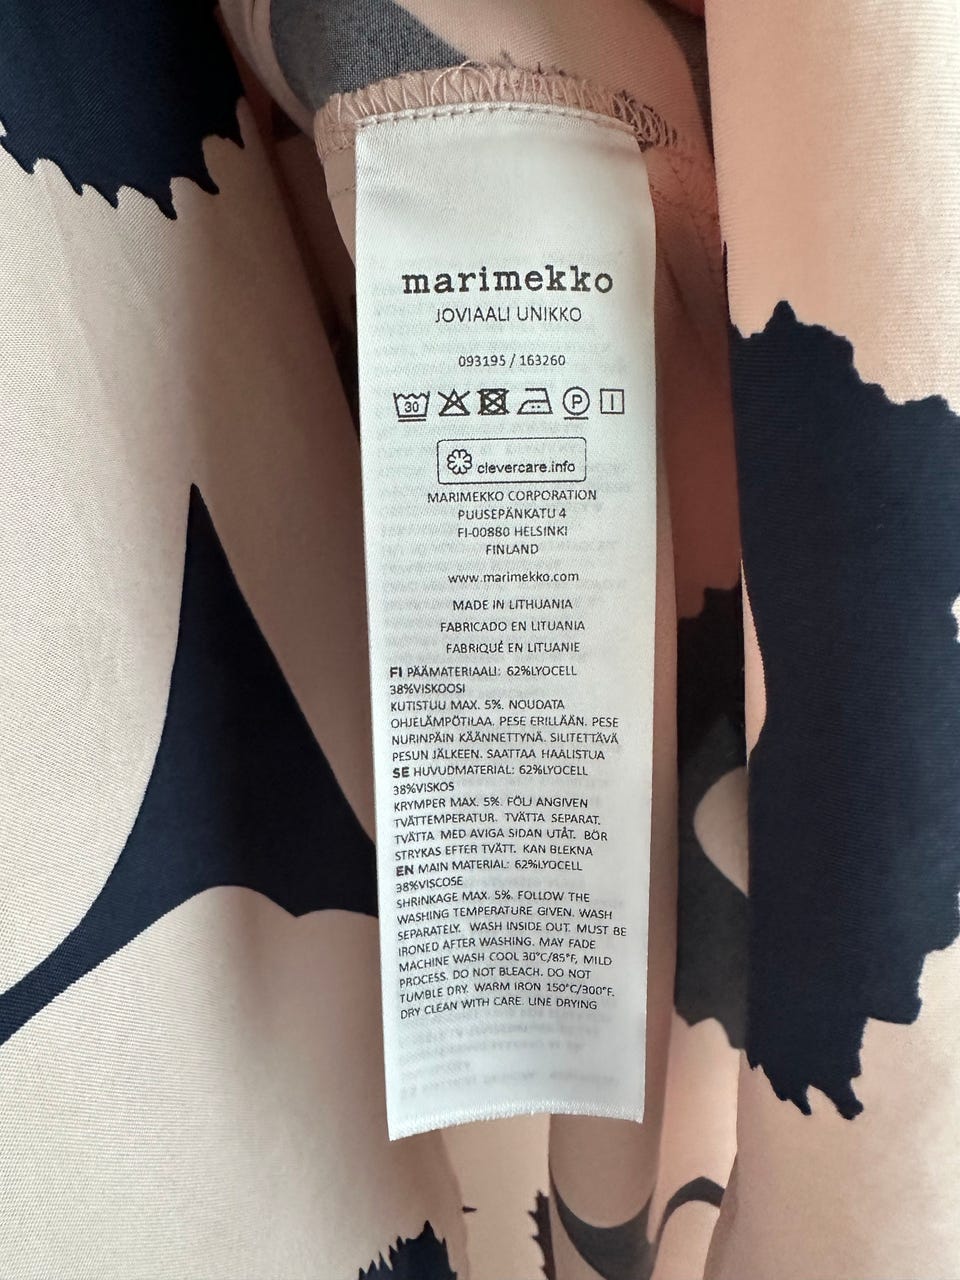 marimekko
JOVIAALI UNIKKO
093195 / 163260
30 P
clevercare.info
MARIMEKKO CORPORATION
PUUSEPÄNKATU 4
FI-00880 HELSINKI
FINLAND
www.marimekko.com
MADE IN LITHUANIA
FABRICADO EN LITUANIA
FABRIQUÉ EN LITUANIE
FI PÄÄMATERIAALI: 62%LYOCELL
38%VISKOOSI
KUTISTUU MAX. 5%. NOUDATA
OHJELÄMPÖTILAA. PESE ERILLÄÄN. PESE
NURINPÄIN KÄÄNNETTYNÄ. SILITETTÄVÄ
PESUN JÄLKEEN. SAATTAA HAALISTUA
SE HUVUDMATERIAL: 62%LYOCELL
38%VISKOS
KRYMPER MAX. 5%. FÖLJ ANGIVEN
TVÄTTEMPERATUR. TVÄTTA SEPARAT.
TVÄTTA MED AVIGA SIDAN UTÅT. BÖR
STRYKAS EFTER TVÄTT. KAN BLEKNA
EN MAIN MATERIAL: 62%LYOCELL
38%VISCOSE
SHRINKAGE MAX. 5%. FOLLOW THE
WASHING TEMPERATURE GIVEN. WASH
SEPARATELY. WASH INSIDE OUT. MUST BE
IRONED AFTER WASHING. MAY FADE
MACHINE WASH COOL 30°C/85°F, MILD
PROCESS. DO NOT BLEACH. DO NOT
TUMBLE DRY. WARM IRON 150°C/300°F.
DRY CLEAN WITH CARE. LINE DRYING